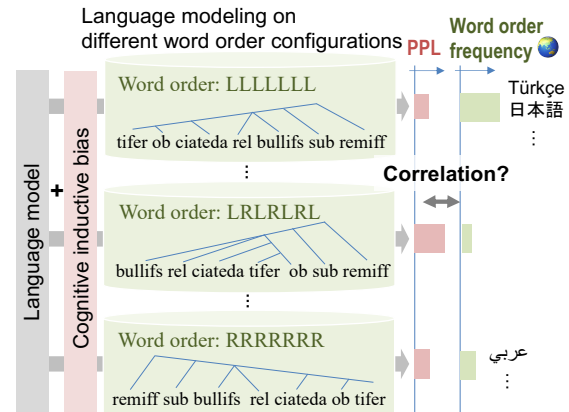 Language modeling on
different word order configurations
PPL
Word order
frequency
Language model
+
Cognitive inductive bias
Word order: LLLLLLL
tifer ob ciateda rel bullifs sub remiff
⋮
Word order: LRLRLRL
bullifs rel ciateda tifer ob sub remiff
⋮
Word order: RRRRRRR
remiff sub bullifs rel ciateda ob tifer
Türkçe
日本語
⋮
Correlation?
عربي
⋮